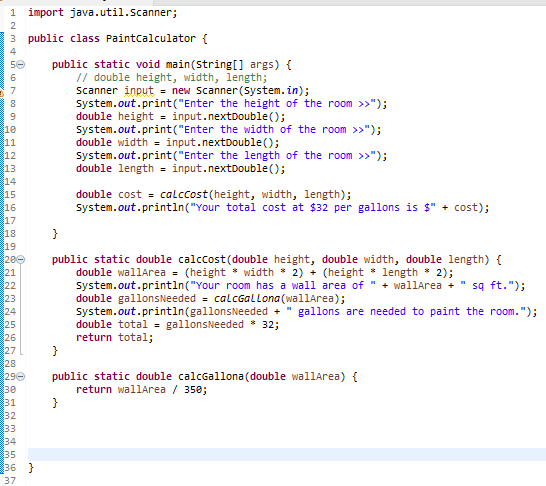 1 import java.util.Scanner;
2
3 public class PaintCalculator {
4
5 public static void main(String[] args) {
6 // double height, width, length;
7 Scanner input = new Scanner(System.in);
8 System.out.print("Enter the height of the room >>");
9 double height = input.nextDouble();
10 System.out.print("Enter the width of the room >>");
11 double width = input.nextDouble();
12 System.out.print("Enter the length of the room >>");
13 double length = input.nextDouble();
14
15 double cost = calcCost(height, width, length);
16 System.out.println("Your total cost at $32 per gallons is $" + cost);
17
18 }
19
20 public static double calcCost(double height, double width, double length) {
21 double wallArea = (height * width * 2) + (height * length * 2);
22 System.out.println("Your room has a wall area of " + wallArea + " sq ft.");
23 double gallonsNeeded = calcGallona(wallArea);
24 System.out.println(gallonsNeeded + " gallons are needed to paint the room.");
25 double total = gallonsNeeded * 32;
26 return total;
27 }
28
29 public static double calcGallona(double wallArea) {
30 return wallArea / 350;
31 }
32
33
34
35
36 }
37